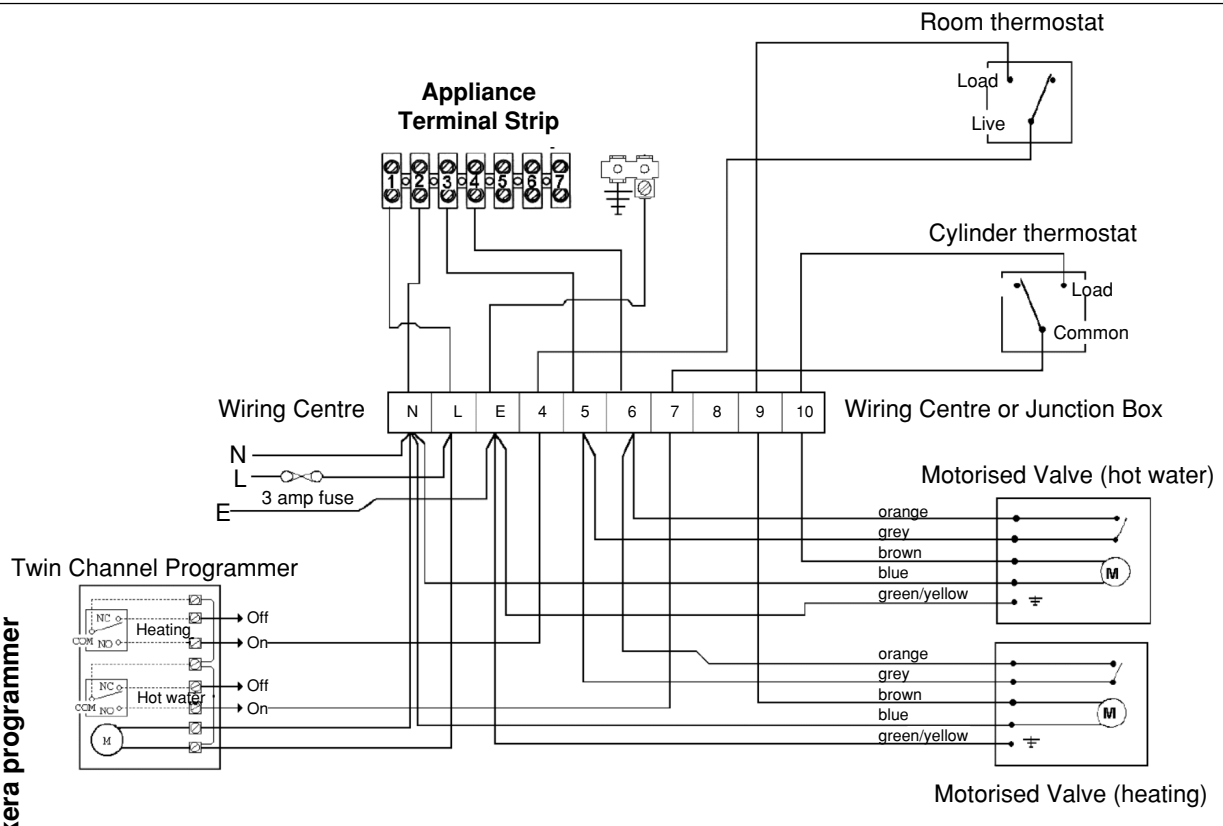 Room thermostat
Load
Live
Appliance
Terminal Strip
1 2 3 4 5 6 7
Cylinder thermostat
Load
Common
Wiring Centre
N L E 4 5 6 7 8 9 10
Wiring Centre or Junction Box
N
L
3 amp fuse
E
Motorised Valve (hot water)
orange
grey
brown
blue
green/yellow
M
Twin Channel Programmer
NC
Heating
COM
NO
Off
On
NC
Hot water
COM
NO
Off
On
M
orange
grey
brown
blue
green/yellow
M
Motorised Valve (heating)
programmer